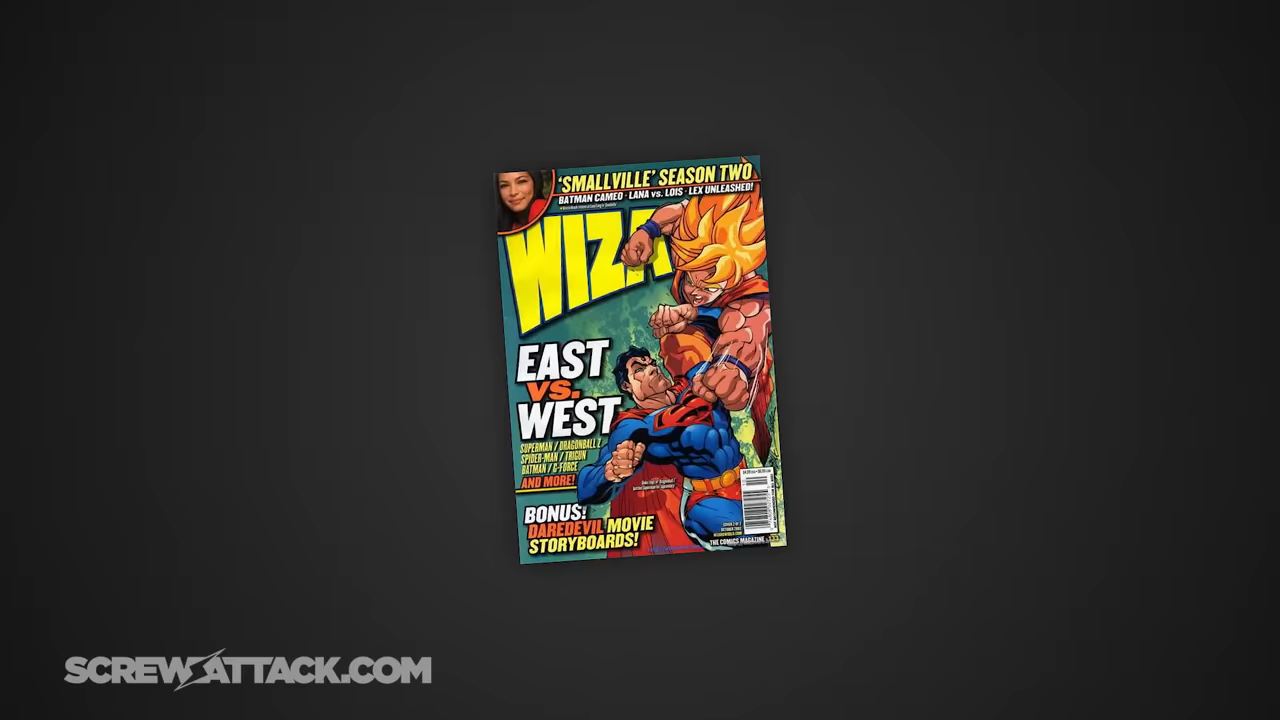 'SMALLVILLE' SEASON TWO
BATMAN CAMEO · LANA vs. LOIS · LEX UNLEASHED!
WIZA
EAST
VS.
WEST
SUPERMAN / DRAGONBALL Z
SPIDER-MAN / TRIGUN
BATMAN / G-FORCE
AND MORE!
BONUS!
DAREDEVIL MOVIE
STORYBOARDS!
THE COMICS MAGAZINE
SCREWATTACK.COM